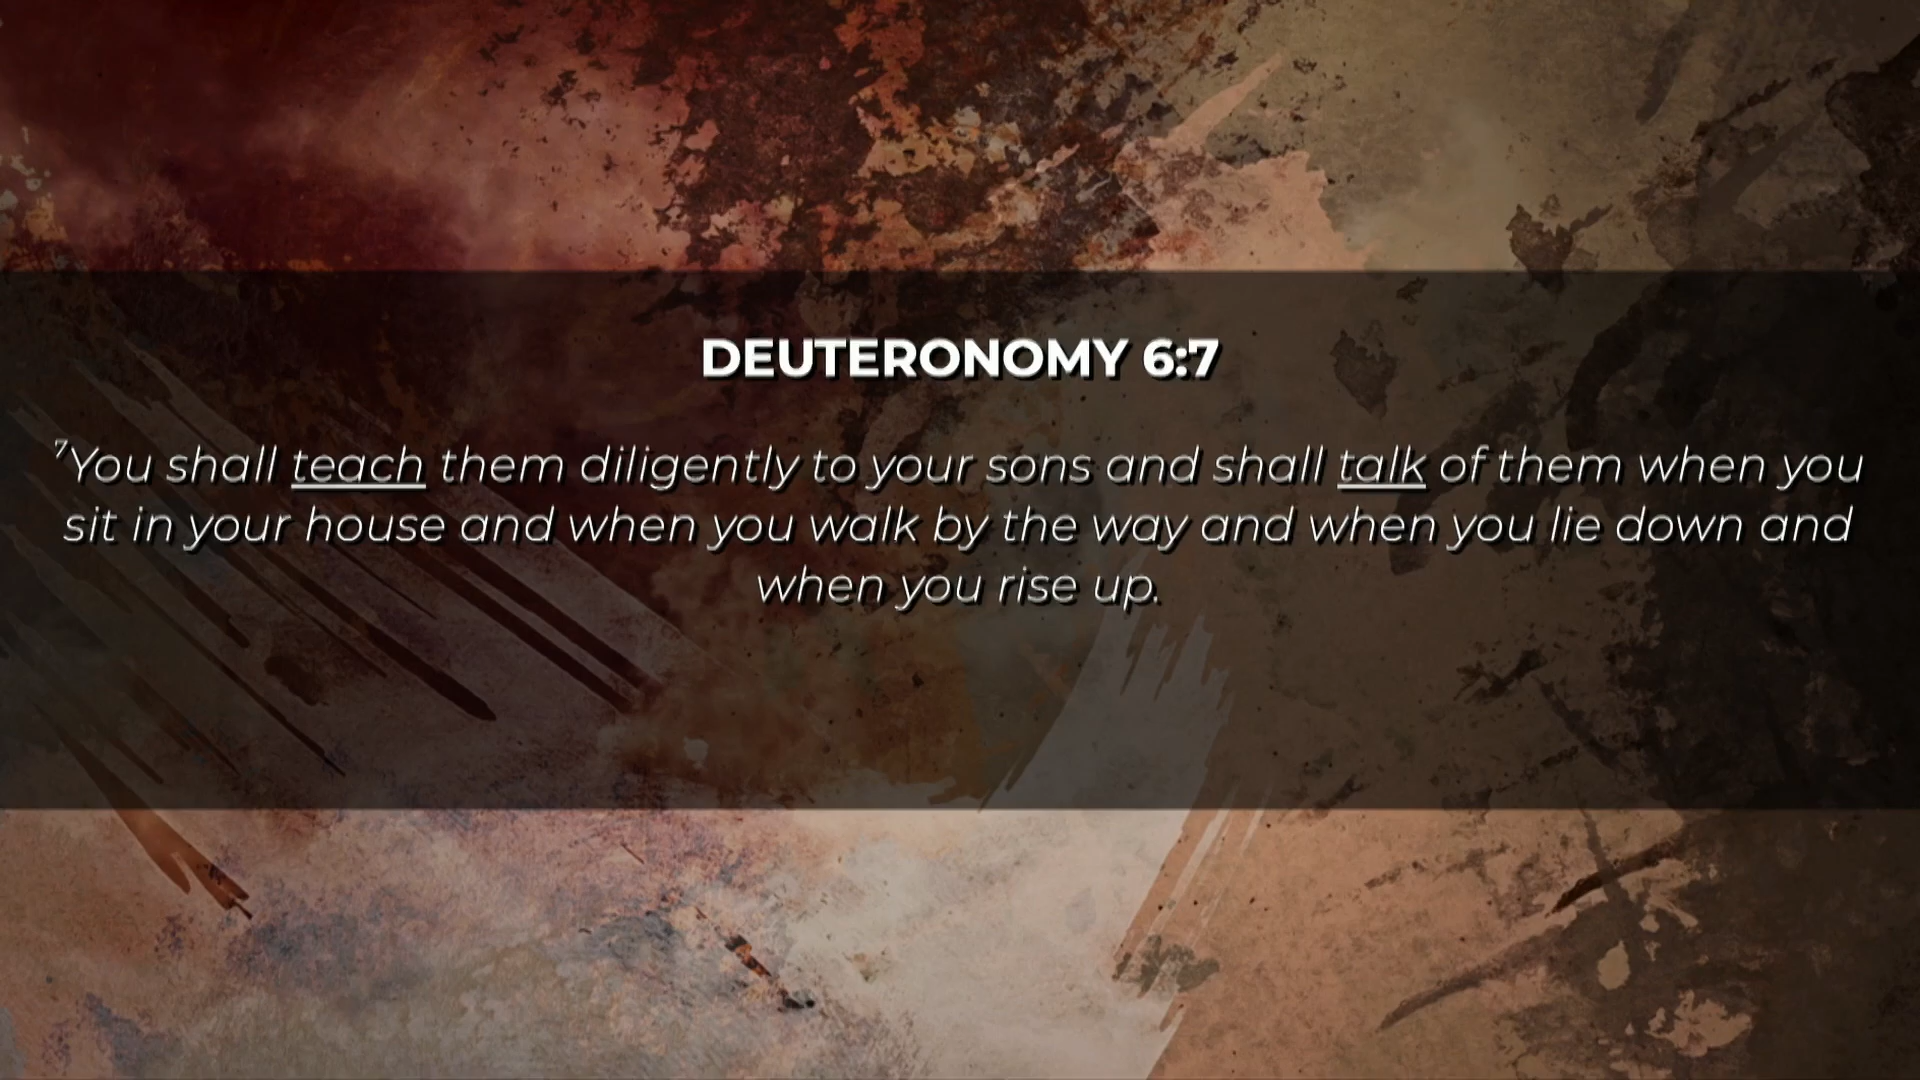 DEUTERONOMY 6:7
⁷You shall teach them diligently to your sons and shall talk of them when you
sit in your house and when you walk by the way and when you lie down and
when you rise up.